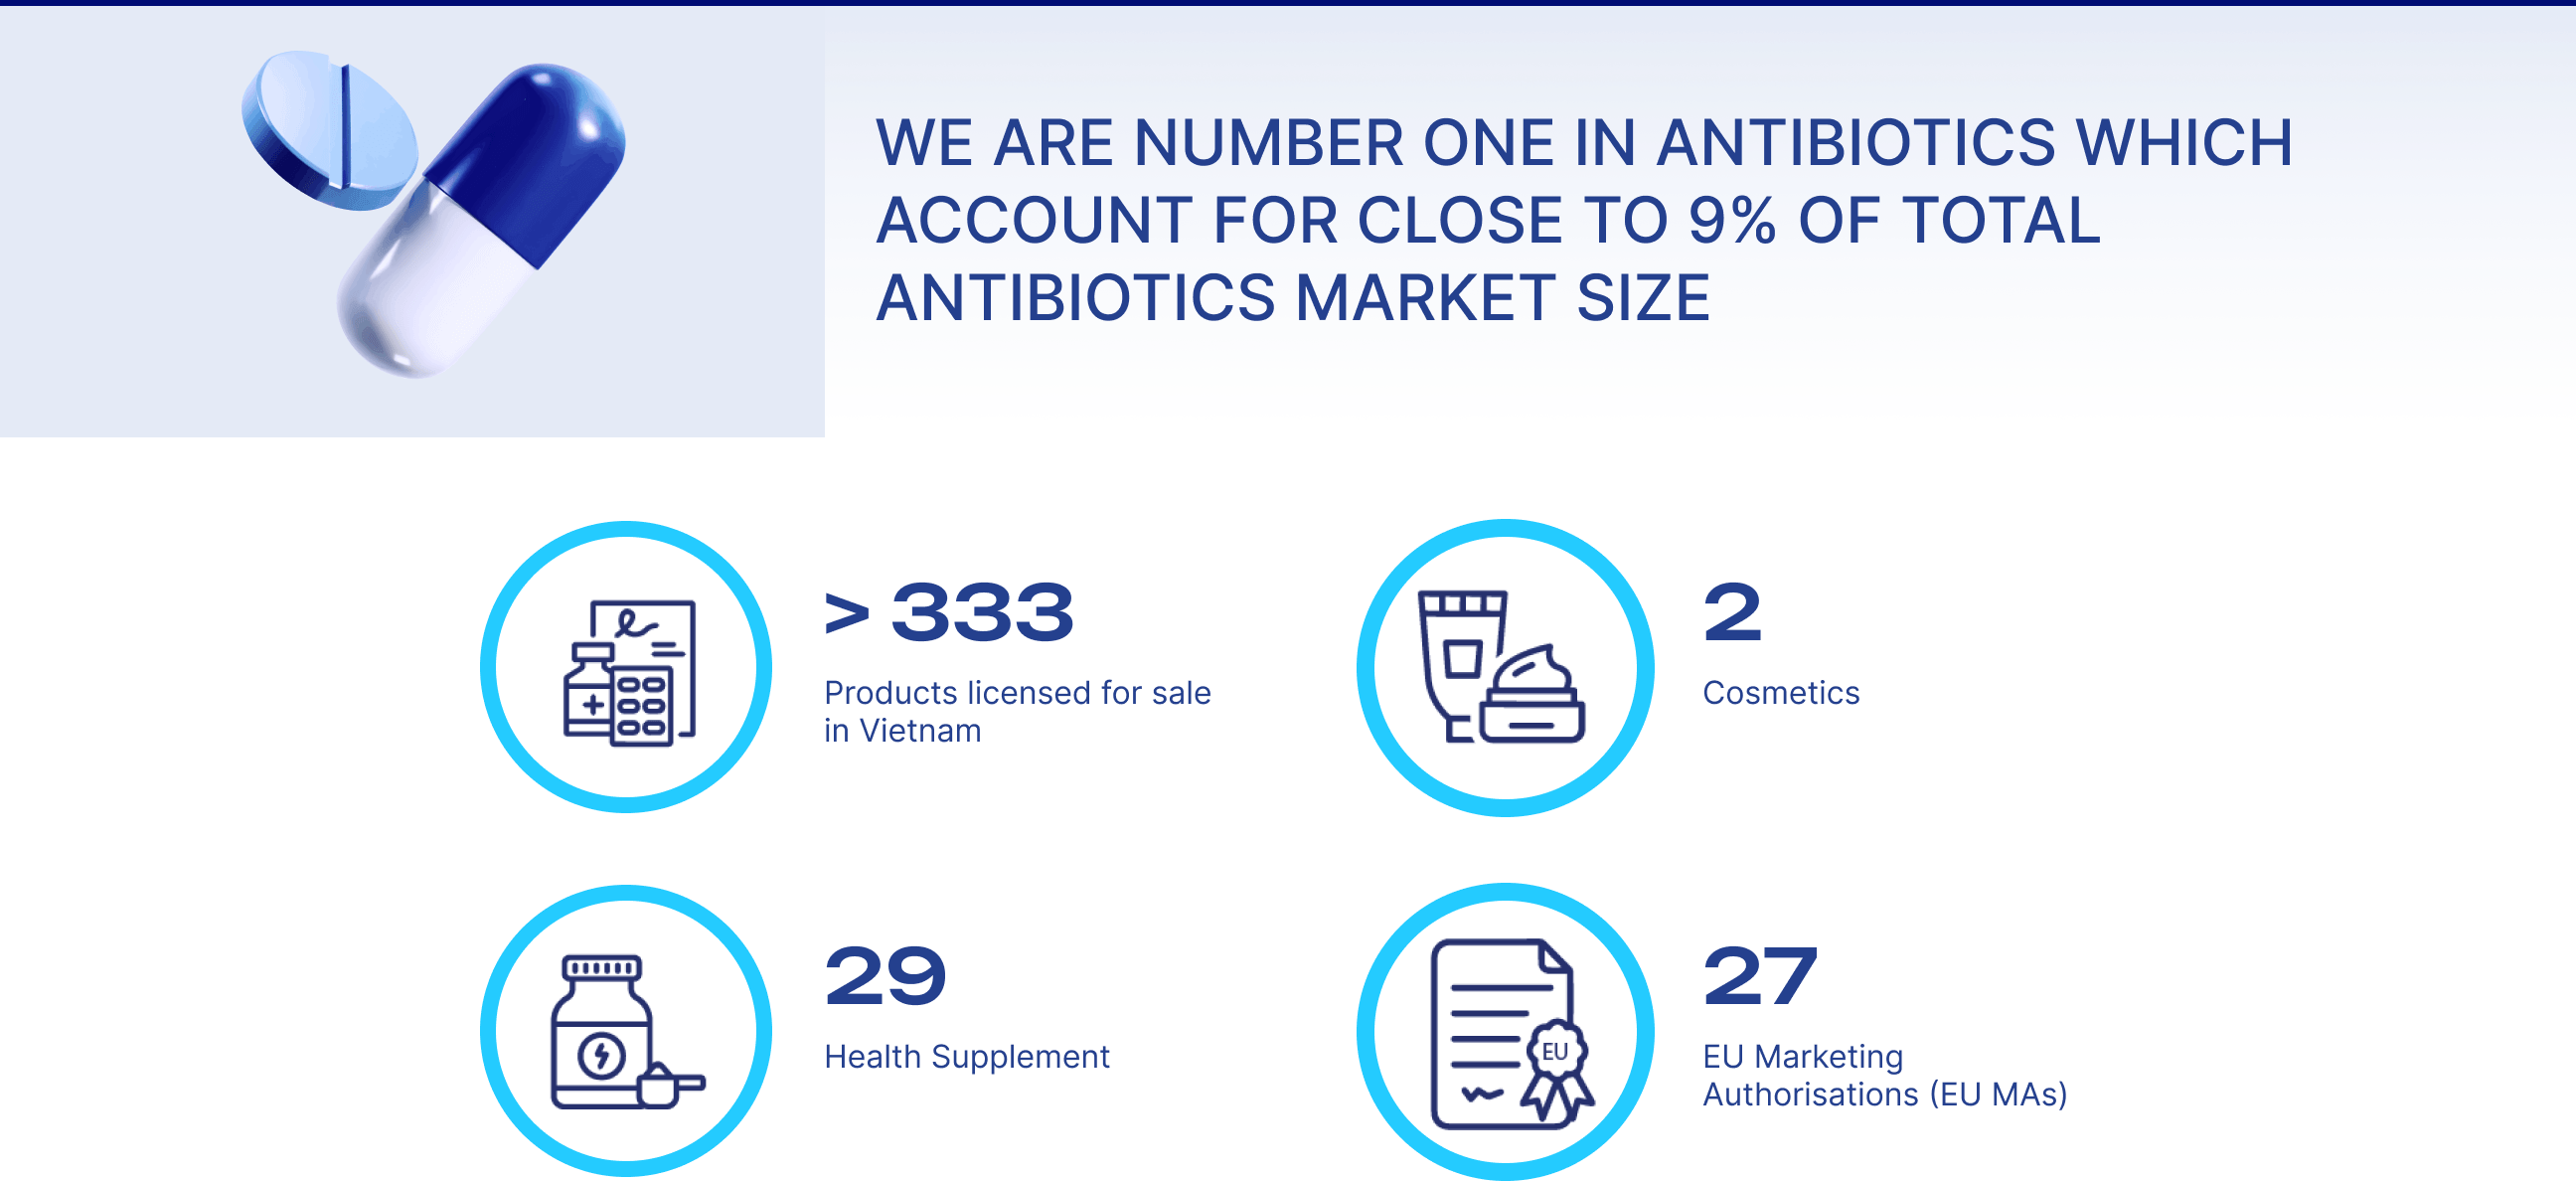 WE ARE NUMBER ONE IN ANTIBIOTICS WHICH
ACCOUNT FOR CLOSE TO 9% OF TOTAL
ANTIBIOTICS MARKET SIZE
> 333
Products licensed for sale
in Vietnam
2
Cosmetics
29
Health Supplement
EU
27
EU Marketing
Authorisations (EU MAs)